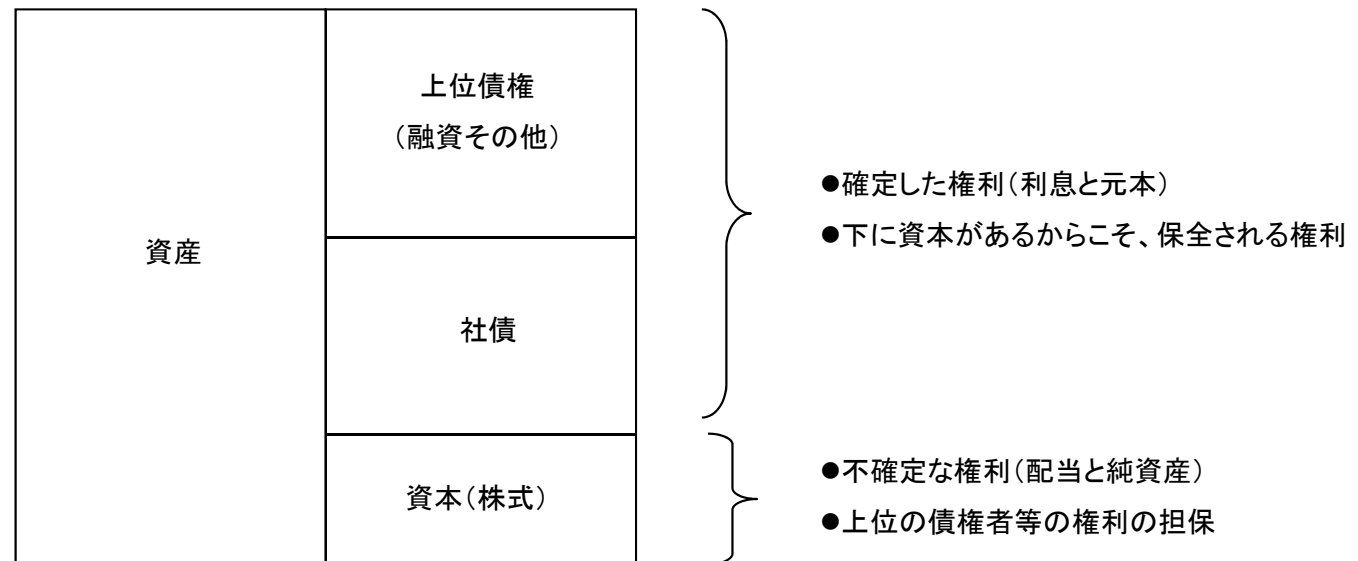 資産
上位債権
（融資その他）
社債
資本（株式）
●確定した権利（利息と元本）
●下に資本があるからこそ、保全される権利
●不確定な権利（配当と純資産）
●上位の債権者等の権利の担保